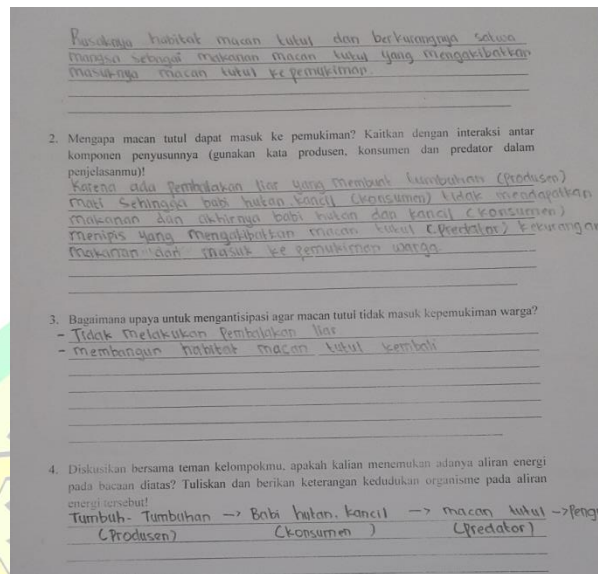 Rusaknya habitat macan tutul dan berkurangnya satwa
mangsa sebagai makanan macan tutul yang mengakibatkan
masuknya macan tutul ke pemukiman.
2. Mengapa macan tutul dapat masuk ke pemukiman? Kaitkan dengan interaksi antar
komponen penyusunnya (gunakan kata produsen, konsumen dan predator dalam
penjelasanmu)!
Karena ada pembalakan liar yang membuat tumbuhan (Produsen)
mati sehingga babi hutan, kancil (konsumen) tidak mendapatkan
makanan dan akhirnya babi hutan dan kancil (konsumen)
menipis yang mengakibatkan macan tutul (predator) kekurangan
makanan dan masuk ke pemukiman warga
3. Bagaimana upaya untuk mengantisipasi agar macan tutul tidak masuk kepemukiman warga?
- Tidak melakukan Pembalakan liar
- membangun habitat macan tutul kembali
4. Diskusikan bersama teman kelompokmu, apakah kalian menemukan adanya aliran energi
pada bacaan diatas? Tuliskan dan berikan keterangan kedudukan organisme pada aliran
energi tersebut!
Tumbuh-Tumbuhan -> Babi hutan, kancil -> macan tutul -> Peng
(Produsen) (konsumen) (predator)